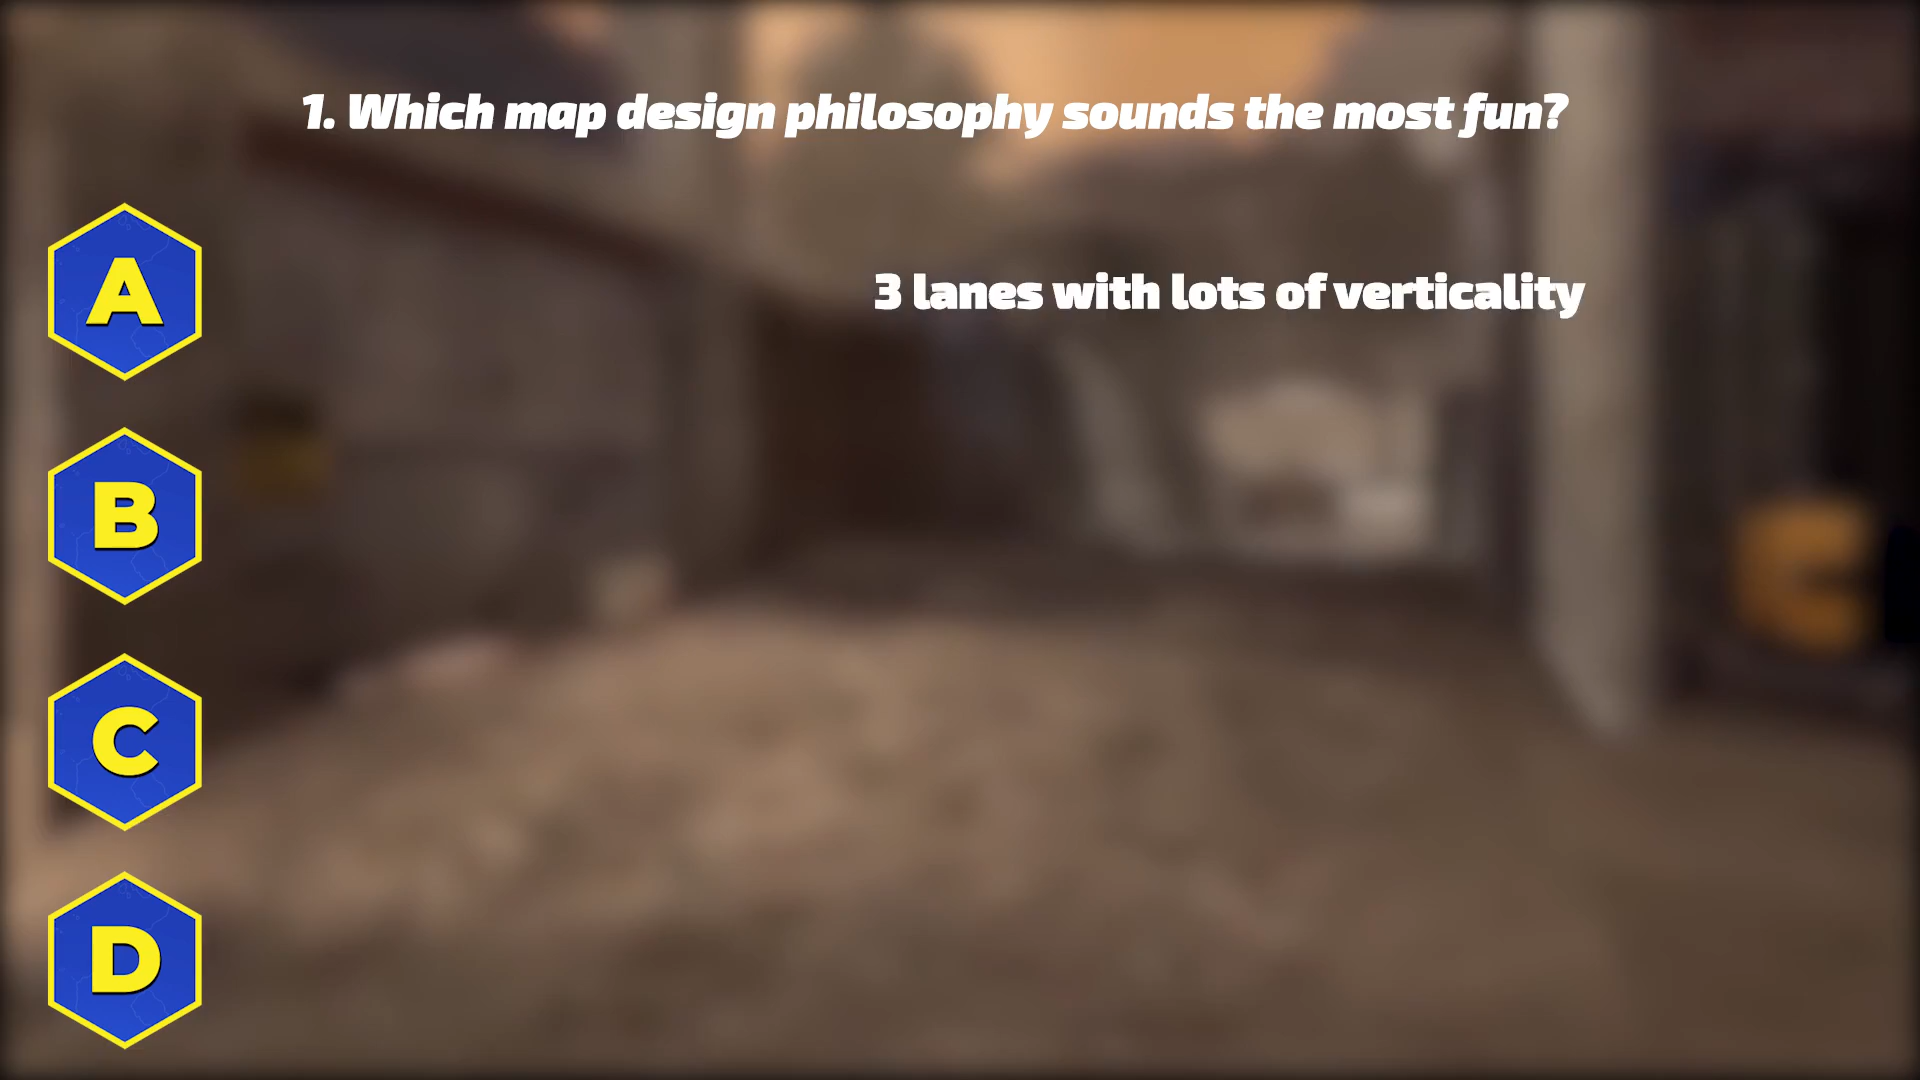 1. Which map design philosophy sounds the most fun?
A
3 lanes with lots of verticality
B
C
D